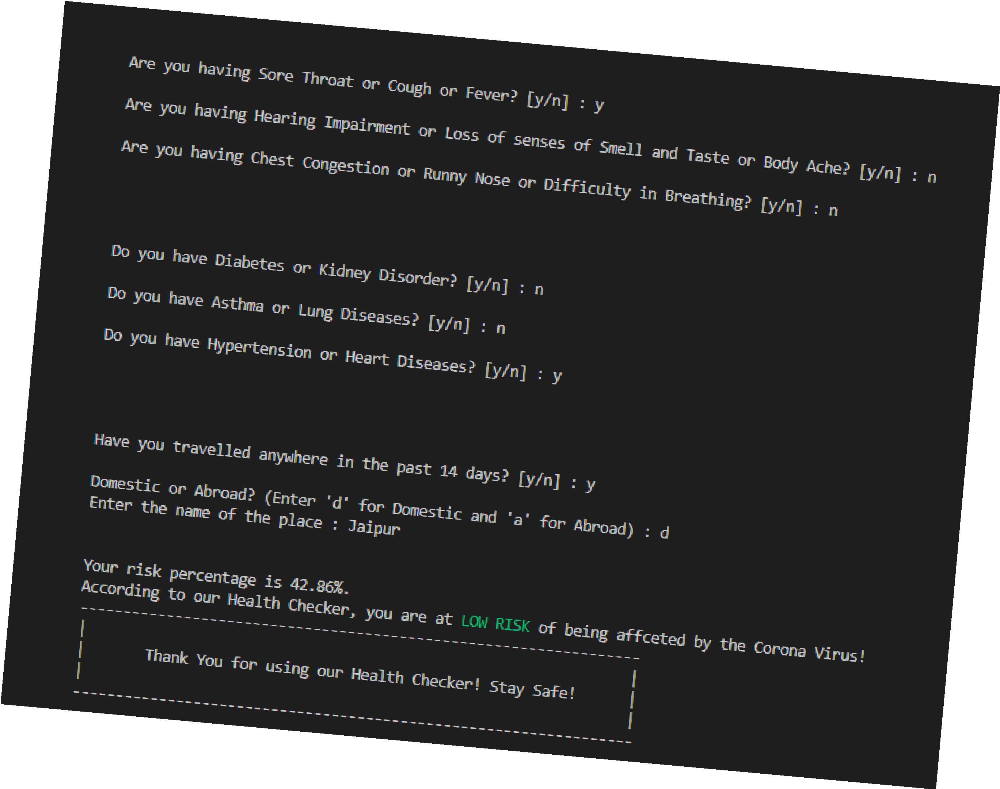 Are you having Sore Throat or Cough or Fever? [y/n] : y
Are you having Hearing Impairment or Loss of senses of Smell and Taste or Body Ache? [y/n] : n
Are you having Chest Congestion or Runny Nose or Difficulty in Breathing? [y/n] : n
Do you have Diabetes or Kidney Disorder? [y/n] : n
Do you have Asthma or Lung Diseases? [y/n] : n
Do you have Hypertension or Heart Diseases? [y/n] : y
Have you travelled anywhere in the past 14 days? [y/n] : y
Domestic or Abroad? (Enter 'd' for Domestic and 'a' for Abroad) : d
Enter the name of the place : Jaipur
Your risk percentage is 42.86%.
According to our Health Checker, you are at LOW RISK of being affceted by the Corona Virus!
Thank You for using our Health Checker! Stay Safe!